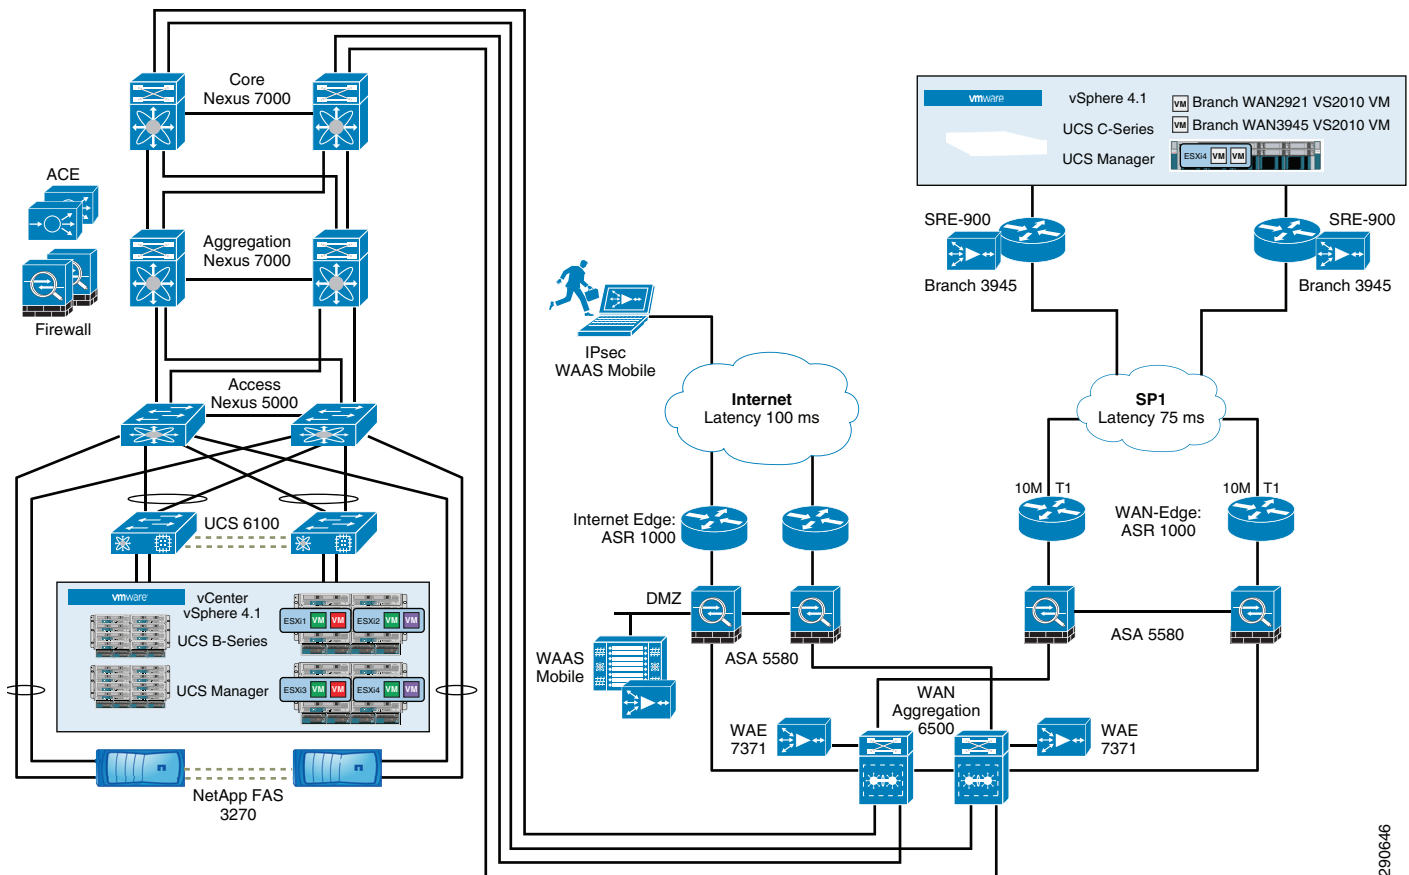 Core
Nexus 7000
ACE
Aggregation
Nexus 7000
Firewall
Access
Nexus 5000
UCS 6100
vmware
vCenter
vSphere 4.1
UCS B-Series
UCS Manager
ESXi1 VM VM
ESXi2 VM VM
ESXi3 VM VM
ESXi4 VM VM
NetApp FAS
3270
IPsec
WAAS Mobile
Internet
Latency 100 ms
Internet Edge:
ASR 1000
DMZ
WAAS
Mobile
ASA 5580
WAE
7371
WAN
Aggregation
6500
WAE
7371
vmware
vSphere 4.1
UCS C-Series
UCS Manager
VM Branch WAN2921 VS2010 VM
VM Branch WAN3945 VS2010 VM
ESXi4 VM VM
SRE-900
Branch 3945
SRE-900
Branch 3945
SP1
Latency 75 ms
10M T1
10M T1
WAN-Edge:
ASR 1000
ASA 5580
290646